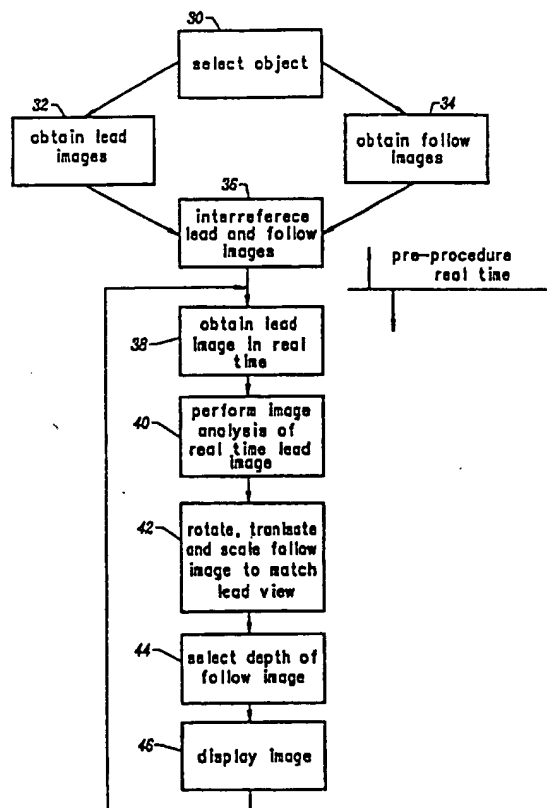 30
select object
32
obtain lead
images
34
obtain follow
images
36
interreferece
lead and follow
images
pre-procedure
real time
38
obtain lead
image in real
time
40
perform image
analysis of
real time lead
image
42
rotate, translate
and scale follow
image to match
lead view
44
select depth of
follow image
46
display image